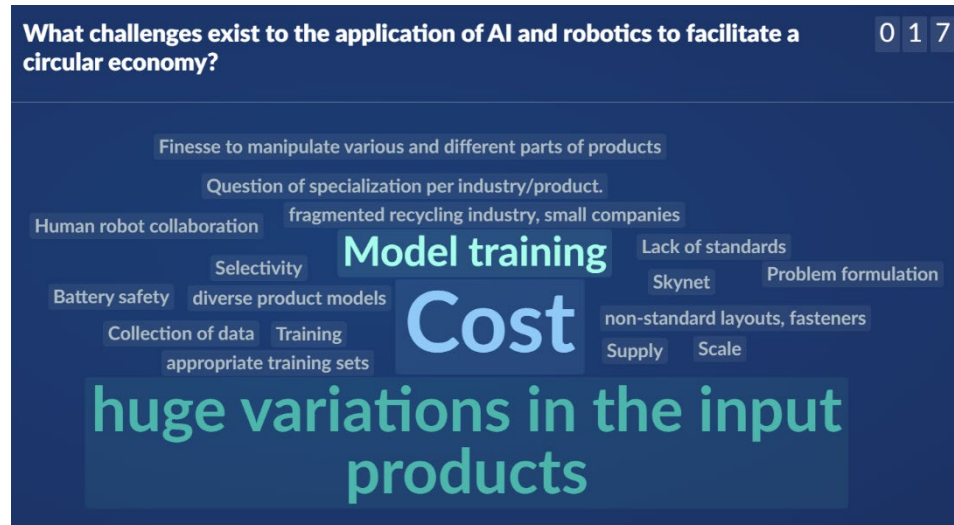 What challenges exist to the application of AI and robotics to facilitate a
circular economy?
0 1 7
Finesse to manipulate various and different parts of products
Question of specialization per industry/product.
fragmented recycling industry, small companies
Human robot collaboration
Model training
Lack of standards
Selectivity
Skynet
Problem formulation
Battery safety
diverse product models
Cost
non-standard layouts, fasteners
Collection of data
Training
Supply
Scale
appropriate training sets
huge variations in the input
products